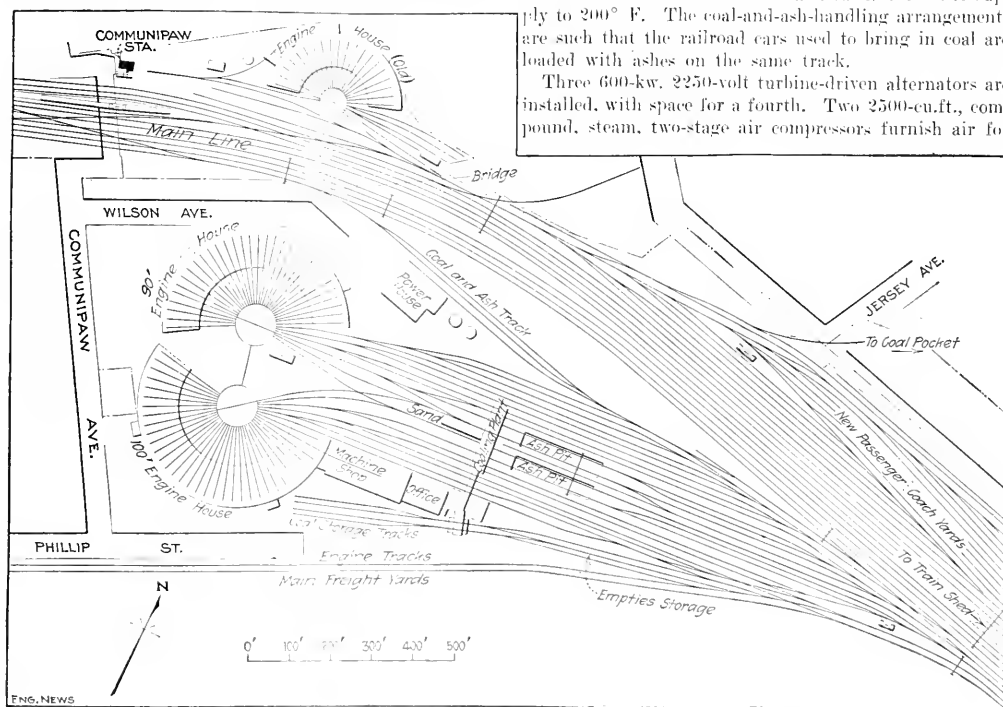 ply to 200° F. The coal-and-ash-handling arrangement
are such that the railroad cars used to bring in coal are
loaded with ashes on the same track.
Three 600-kw. 2250-volt turbine-driven alternators are
installed, with space for a fourth. Two 2500-cu.ft., com
pound, steam, two-stage air compressors furnish air fo
COMMUNIPAW
STA.
Engine House (Old)
Main Line
Bridge
WILSON AVE.
COMMUNIPAW AVE.
90' Engine House
Power
House
Coal and Ash Track
JERSEY AVE.
To Coal Pocket
100' Engine House
Sand
Coaling Plant
Ash Pit
Ash Pit
Machine
Shop
Office
New Passenger Coach Yards
To Train Shed
Coal Storage Tracks
PHILLIP ST.
Engine Tracks
Main Freight Yards
Empties Storage
N
0' 100' 200' 300' 400' 500'
ENG. NEWS